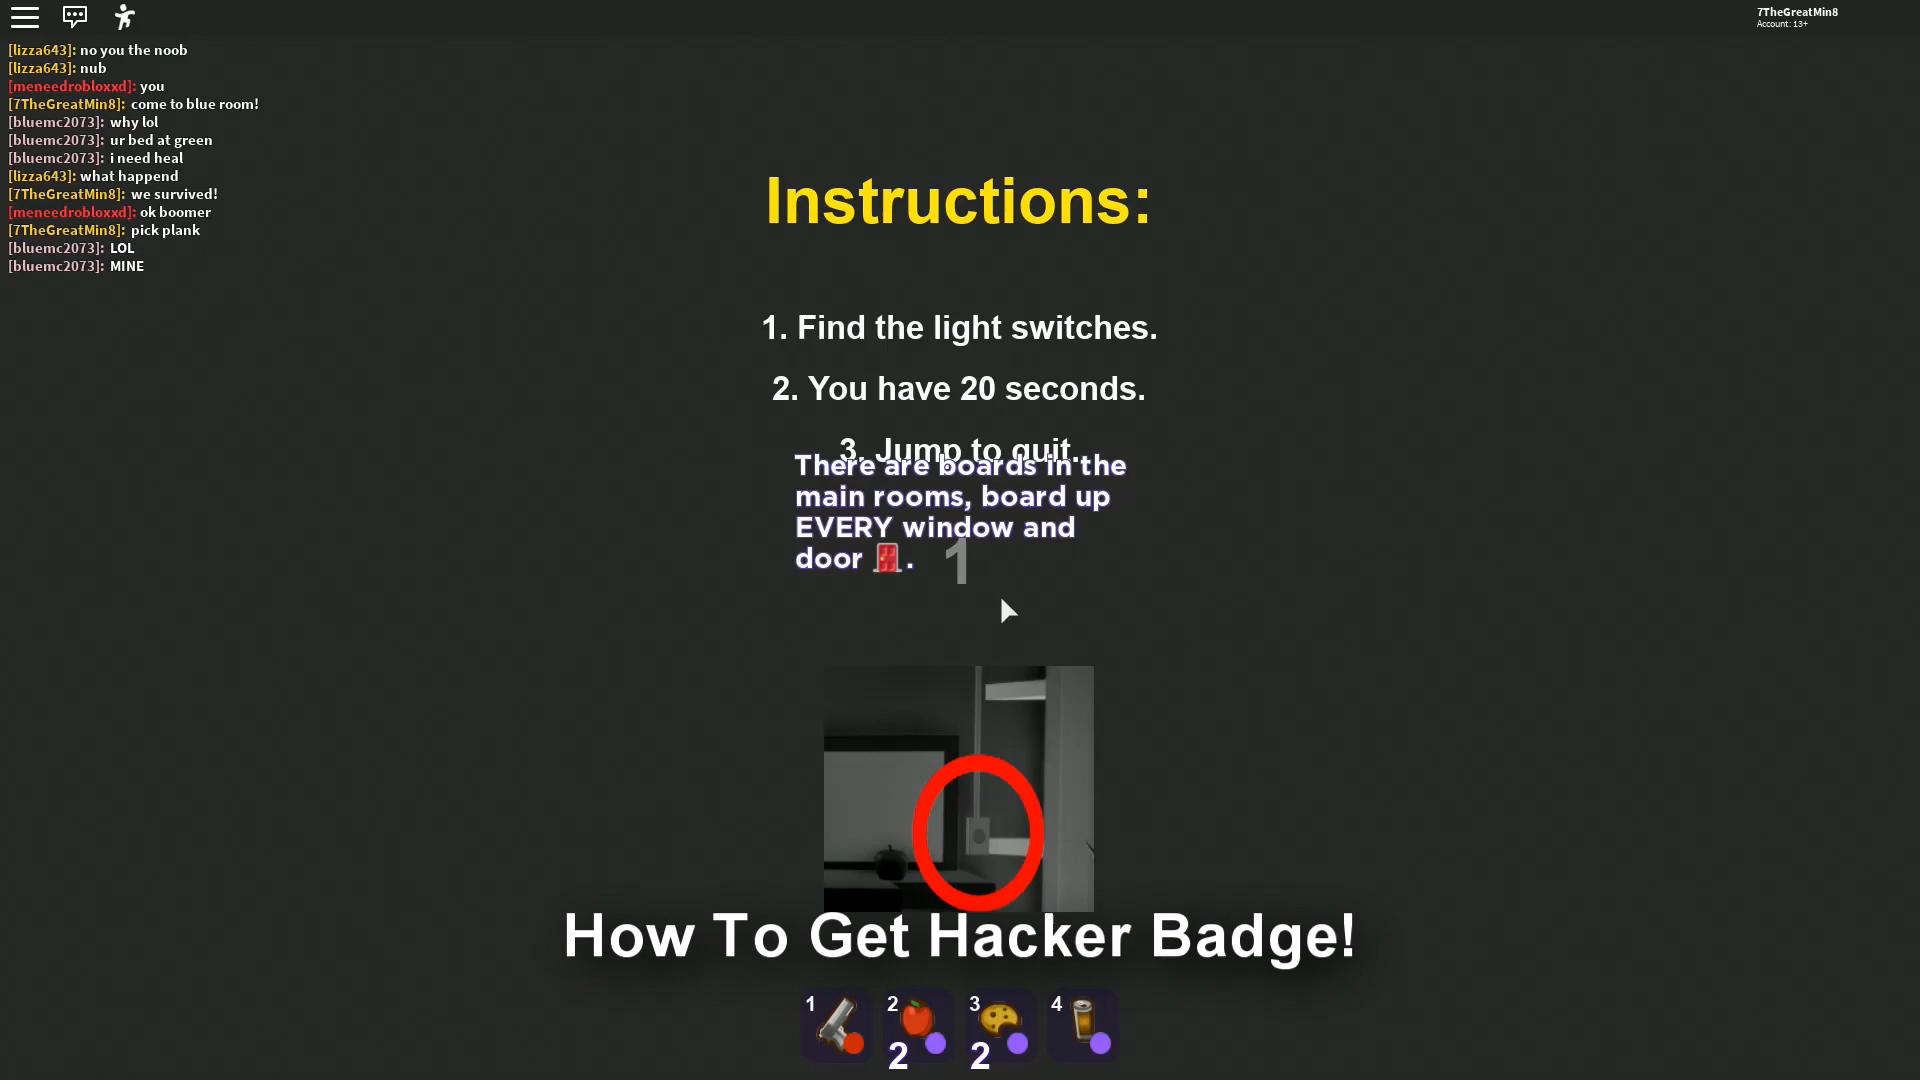 7TheGreatMin8
Account: 13+
[lizza643]: no you the noob
[lizza643]: nub
[meneedrobloxxd]: you
[7TheGreatMin8]: come to blue room!
[bluemc2073]: why lol
[bluemc2073]: ur bed at green
[bluemc2073]: i need heal
[lizza643]: what happend
[7TheGreatMin8]: we survived!
[meneedrobloxxd]: ok boomer
[7TheGreatMin8]: pick plank
[bluemc2073]: LOL
[bluemc2073]: MINE
Instructions:
1. Find the light switches.
2. You have 20 seconds.
3. Jump to quit.
There are boards in the
main rooms, board up
EVERY window and
door 🚪.
1
How To Get Hacker Badge!
1 2 3 4
2 2